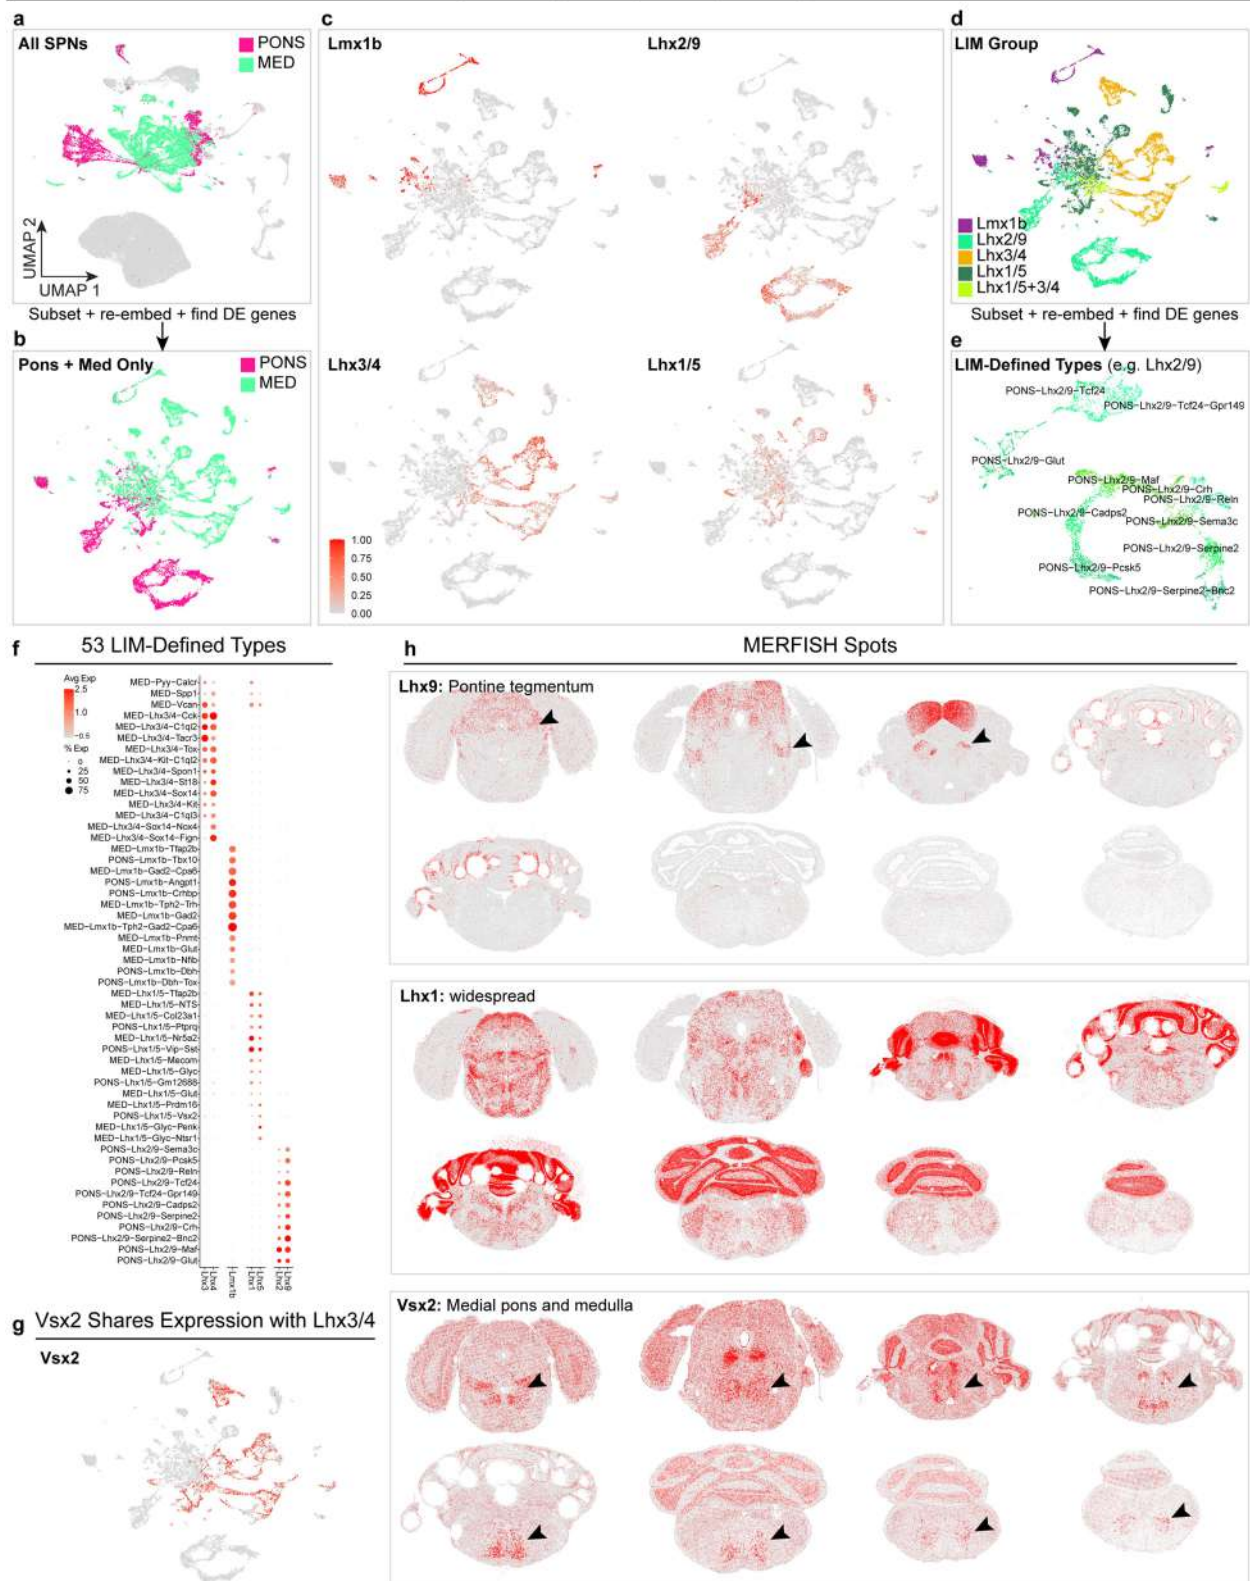 a
All SPNs
PONS
MED
UMAP 2
UMAP 1
Subset + re-embed + find DE genes
b
Pons + Med Only
PONS
MED
c
Lmx1b
Lhx2/9
Lhx3/4
Lhx1/5
1.00
0.75
0.50
0.25
0.00
d
LIM Group
Lmx1b
Lhx2/9
Lhx3/4
Lhx1/5
Lhx1/5+3/4
Subset + re-embed + find DE genes
e
LIM-Defined Types (e.g. Lhx2/9)
PONS-Lhx2/9-Tcf24
PONS-Lhx2/9-Tcf24-Gpr149
PONS-Lhx2/9-Glut
PONS-Lhx2/9-Maf
PONS-Lhx2/9-Crh
PONS-Lhx2/9-Reln
PONS-Lhx2/9-Cadps2
PONS-Lhx2/9-Sema3c
PONS-Lhx2/9-Serpine2
PONS-Lhx2/9-Pcsk5
PONS-Lhx2/9-Serpine2-Bnc2
f
53 LIM-Defined Types
Avg Exp
2.5
1.0
-0.5
% Exp
0
25
50
75
MED-Pyy-Calcr
MED-Spp1
MED-Vcan
MED-Lhx3/4-Cck
MED-Lhx3/4-C1ql2
MED-Lhx3/4-Tacr3
MED-Lhx3/4-Tox
MED-Lhx3/4-Kit-C1ql2
MED-Lhx3/4-Spon1
MED-Lhx3/4-St18
MED-Lhx3/4-Sox14
MED-Lhx3/4-Kit
MED-Lhx3/4-C1ql3
MED-Lhx3/4-Sox14-Nox4
MED-Lhx3/4-Sox14-Fign
MED-Lmx1b-Tfap2b
PONS-Lmx1b-Tbx10
MED-Lmx1b-Gad2-Cpa6
PONS-Lmx1b-Angpt1
PONS-Lmx1b-Crhbp
MED-Lmx1b-Tph2-Trh
MED-Lmx1b-Gad2
MED-Lmx1b-Tph2-Gad2-Cpa6
MED-Lmx1b-Pnmt
MED-Lmx1b-Glut
MED-Lmx1b-Nfib
PONS-Lmx1b-Dbh
PONS-Lmx1b-Dbh-Tox
MED-Lhx1/5-Tfap2b
MED-Lhx1/5-NTS
MED-Lhx1/5-Col23a1
PONS-Lhx1/5-Ptprq
MED-Lhx1/5-Nr5a2
PONS-Lhx1/5-Vip-Sst
MED-Lhx1/5-Mecom
MED-Lhx1/5-Glyc
PONS-Lhx1/5-Gm12688
MED-Lhx1/5-Glut
MED-Lhx1/5-Prdm16
PONS-Lhx1/5-Vsx2
MED-Lhx1/5-Glyc-Penk
MED-Lhx1/5-Glyc-Ntsr1
PONS-Lhx2/9-Sema3c
PONS-Lhx2/9-Pcsk5
PONS-Lhx2/9-Reln
PONS-Lhx2/9-Tcf24
PONS-Lhx2/9-Tcf24-Gpr149
PONS-Lhx2/9-Cadps2
PONS-Lhx2/9-Serpine2
PONS-Lhx2/9-Crh
PONS-Lhx2/9-Serpine2-Bnc2
PONS-Lhx2/9-Maf
PONS-Lhx2/9-Glut
Lhx3
Lhx4
Lmx1b
Lhx1
Lhx5
Lhx2
Lhx9
g
Vsx2 Shares Expression with Lhx3/4
Vsx2
h
MERFISH Spots
Lhx9: Pontine tegmentum
Lhx1: widespread
Vsx2: Medial pons and medulla